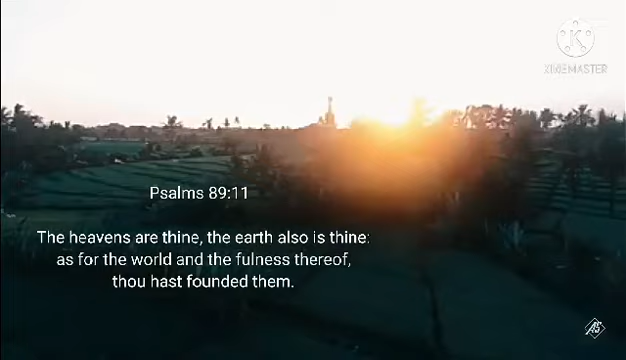 KINEMASTER
Psalms 89:11
The heavens are thine, the earth also is thine:
as for the world and the fulness thereof,
thou hast founded them.
AS